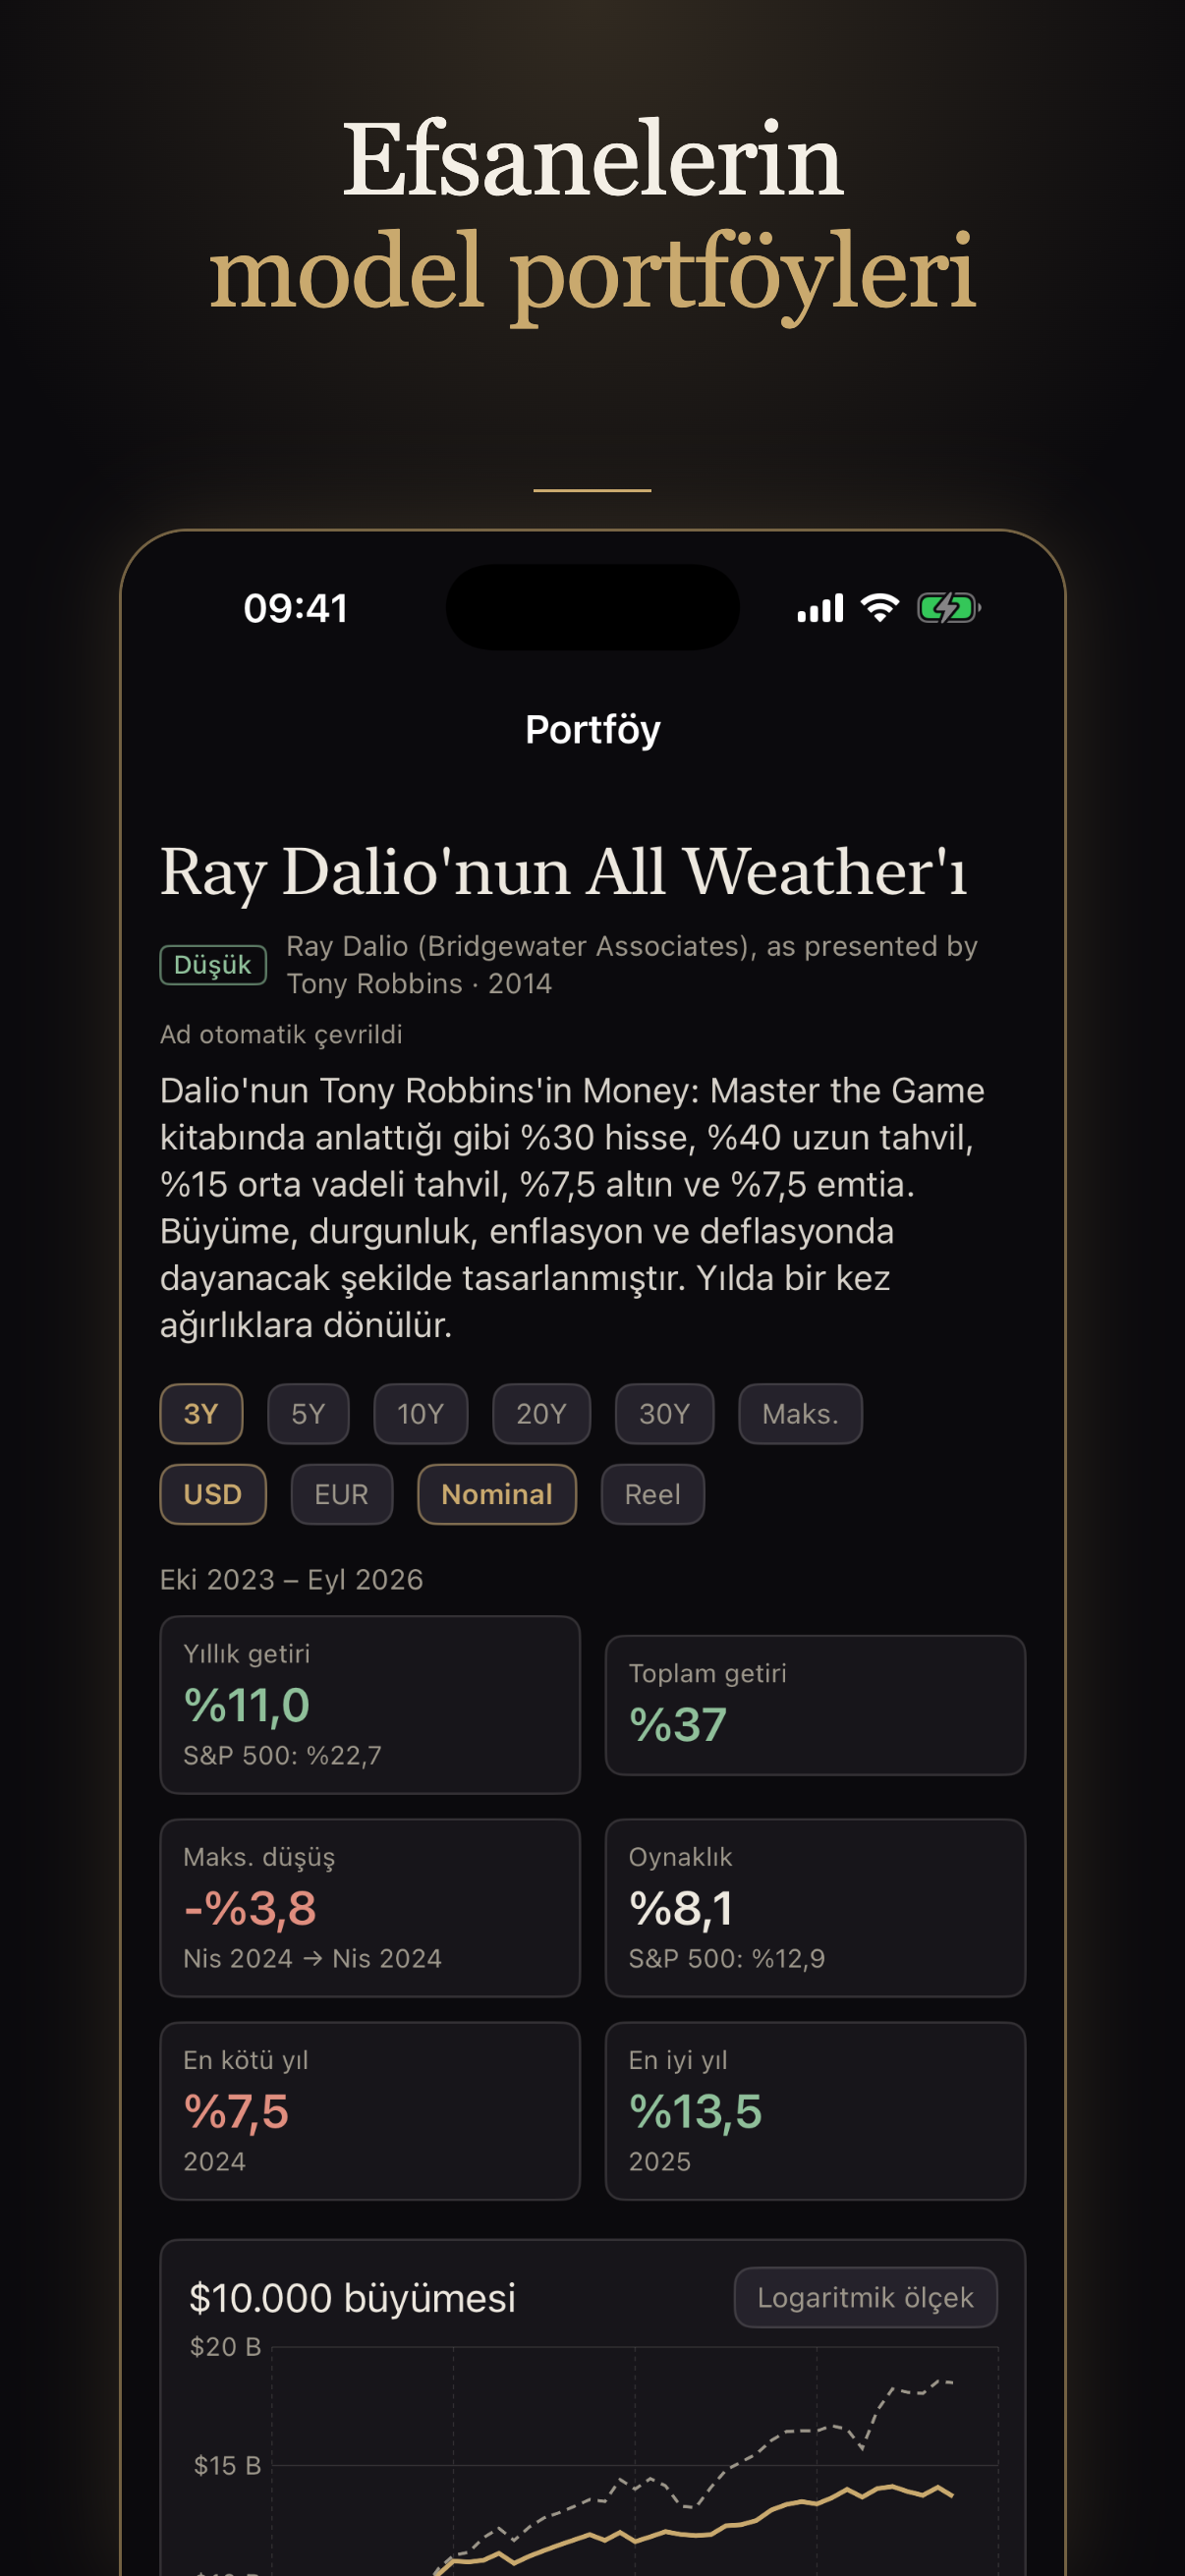 Efsanelerin
model portföyleri
09:41
Portföy
Ray Dalio'nun All Weather'ı
Düşük
Ray Dalio (Bridgewater Associates), as presented by
Tony Robbins · 2014
Ad otomatik çevrildi
Dalio'nun Tony Robbins'in Money: Master the Game
kitabında anlattığı gibi %30 hisse, %40 uzun tahvil,
%15 orta vadeli tahvil, %7,5 altın ve %7,5 emtia.
Büyüme, durgunluk, enflasyon ve deflasyonda
dayanacak şekilde tasarlanmıştır. Yılda bir kez
ağırlıklara dönülür.
3Y 5Y 10Y 20Y 30Y Maks.
USD EUR Nominal Reel
Eki 2023 – Eyl 2026
Yıllık getiri
%11,0
S&P 500: %22,7
Toplam getiri
%37
Maks. düşüş
-%3,8
Nis 2024 → Nis 2024
Oynaklık
%8,1
S&P 500: %12,9
En kötü yıl
%7,5
2024
En iyi yıl
%13,5
2025
$10.000 büyümesi
Logaritmik ölçek
$20 B
$15 B